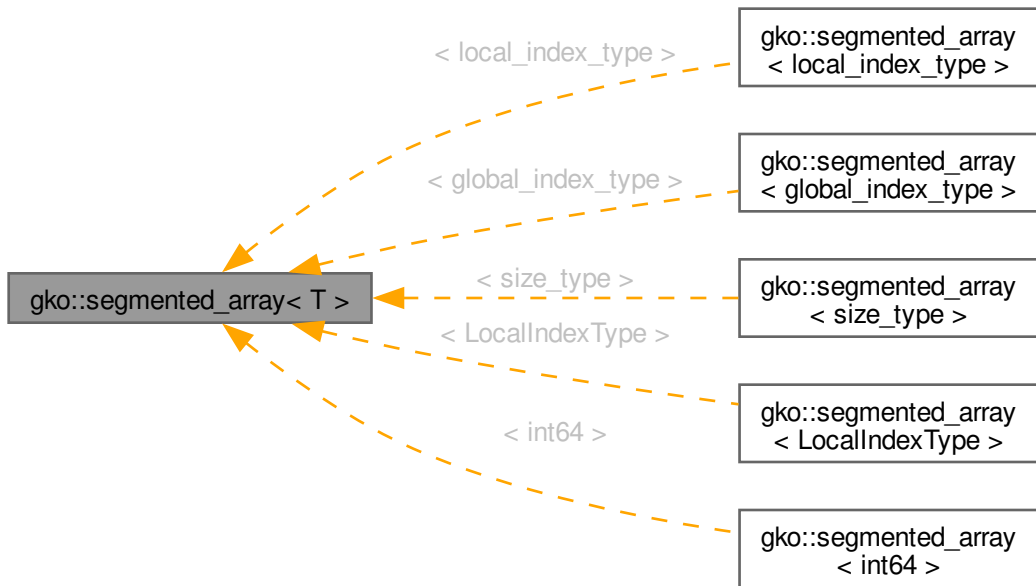 gko::segmented_array
< local_index_type >
< local_index_type >
gko::segmented_array
< global_index_type >
< global_index_type >
gko::segmented_array< T >
< size_type >
gko::segmented_array
< size_type >
< LocalIndexType >
gko::segmented_array
< LocalIndexType >
< int64 >
gko::segmented_array
< int64 >